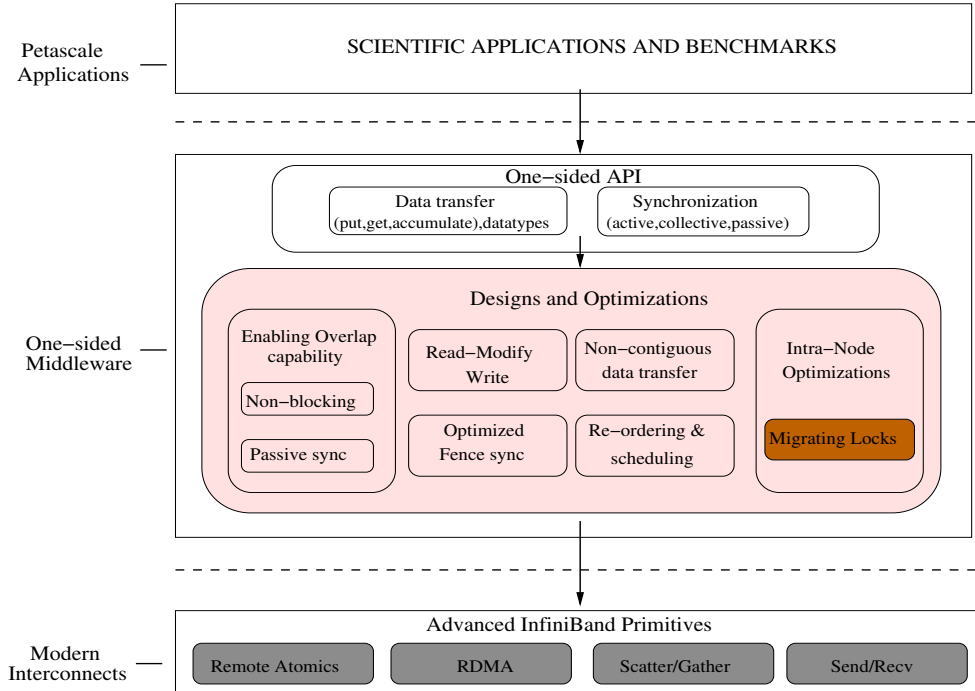 Petascale
Applications
SCIENTIFIC APPLICATIONS AND BENCHMARKS
One−sided
Middleware
One−sided API
Data transfer
(put,get,accumulate),datatypes
Synchronization
(active,collective,passive)
Designs and Optimizations
Enabling Overlap
capability
Non−blocking
Passive sync
Read−Modify
Write
Non−contiguous
data transfer
Optimized
Fence sync
Re−ordering &
scheduling
Intra−Node
Optimizations
Migrating Locks
Modern
Interconnects
Advanced InfiniBand Primitives
Remote Atomics
RDMA
Scatter/Gather
Send/Recv